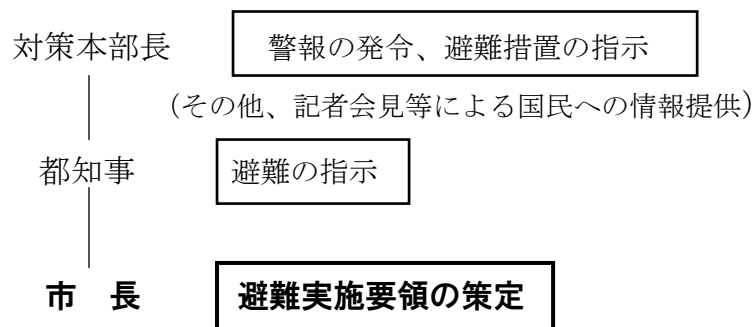 対策本部長 警報の発令、避難措置の指示
(その他、記者会見等による国民への情報提供)
都知事 避難の指示
市 長 避難実施要領の策定